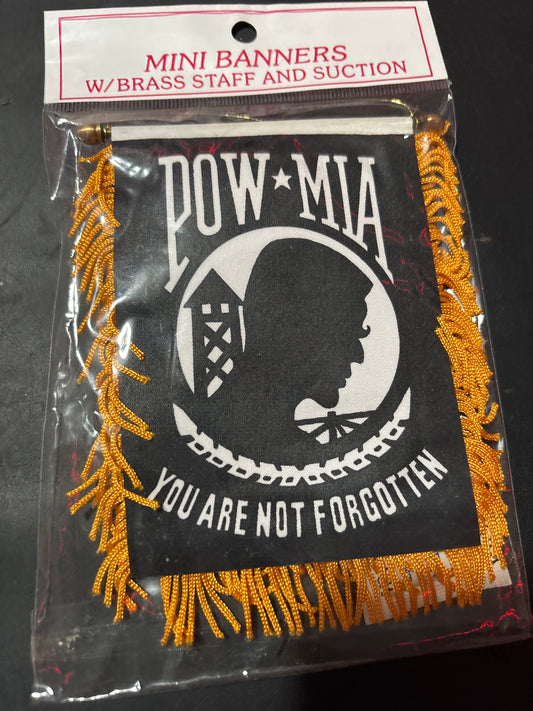 MINI BANNERS
W/BRASS STAFF AND SUCTION
POW★MIA
YOU ARE NOT FORGOTTEN